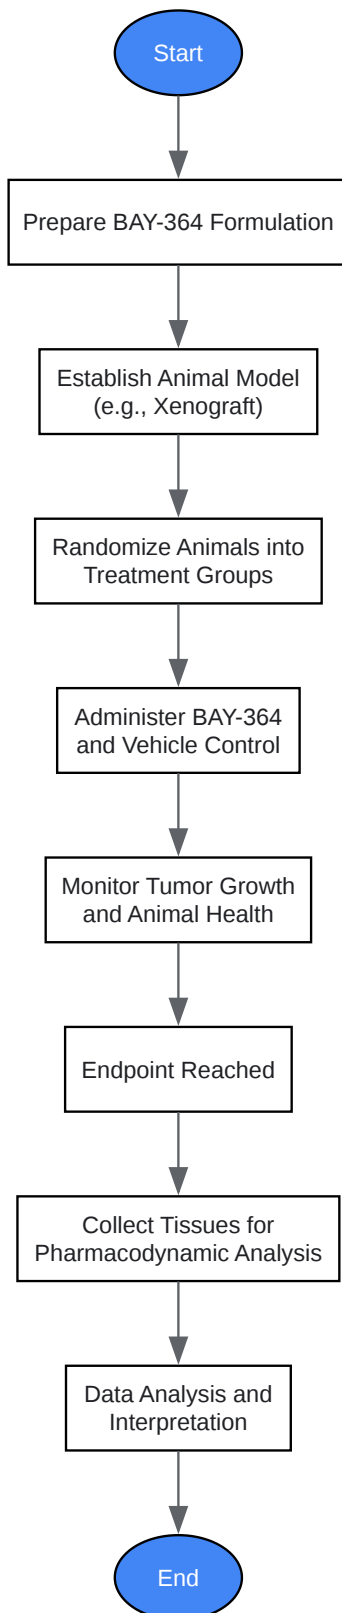 Start
Prepare BAY-364 Formulation
Establish Animal Model
(e.g., Xenograft)
Randomize Animals into
Treatment Groups
Administer BAY-364
and Vehicle Control
Monitor Tumor Growth
and Animal Health
Endpoint Reached
Collect Tissues for
Pharmacodynamic Analysis
Data Analysis and
Interpretation
End